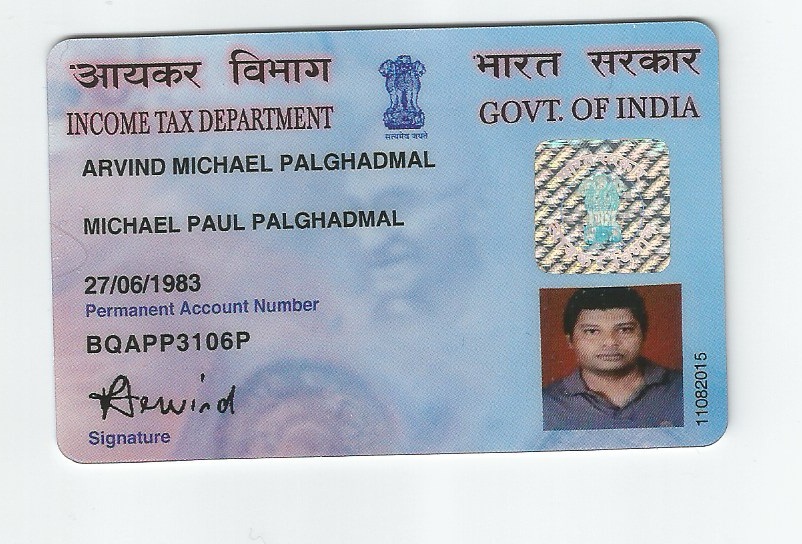 आयकर विभाग
INCOME TAX DEPARTMENT
सत्यमेव जयते
भारत सरकार
GOVT. OF INDIA
ARVIND MICHAEL PALGHADMAL
MICHAEL PAUL PALGHADMAL
27/06/1983
Permanent Account Number
BQAPP3106P
Arwind
Signature
11082015